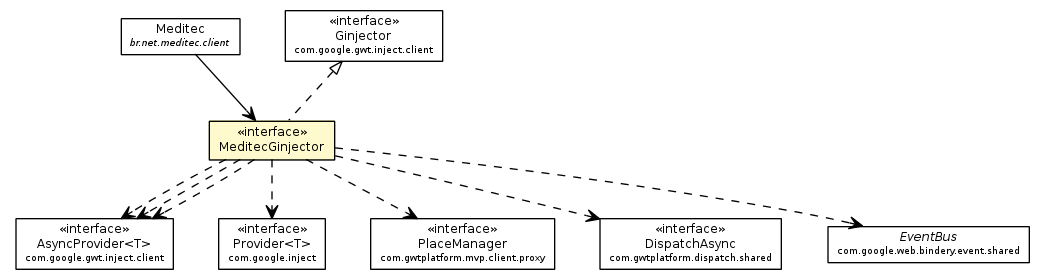 Meditec
br.net.meditec.client
«interface»
Ginjector
com.google.gwt.inject.client
«interface»
MeditecGinjector
«interface»
AsyncProvider<T>
com.google.gwt.inject.client
«interface»
Provider<T>
com.google.inject
«interface»
PlaceManager
com.gwtplatform.mvp.client.proxy
«interface»
DispatchAsync
com.gwtplatform.dispatch.shared
EventBus
com.google.web.bindery.event.shared